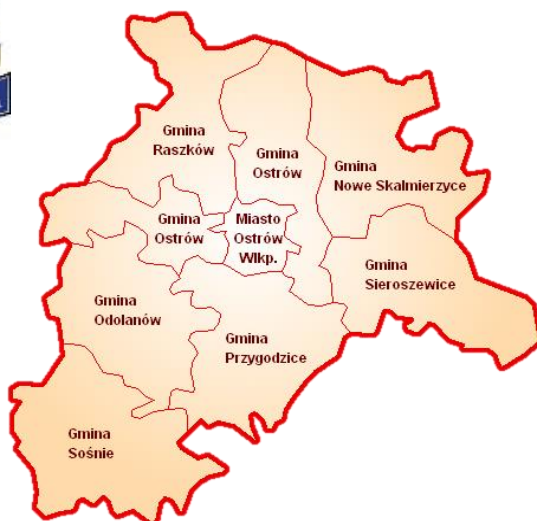 Gmina
Raszków
Gmina
Ostrów
Gmina
Nowe Skalmierzyce
Gmina
Ostrów
Miasto
Ostrów
Wlkp.
Gmina
Sieroszewice
Gmina
Odolanów
Gmina
Przygodzice
Gmina
Sośnie